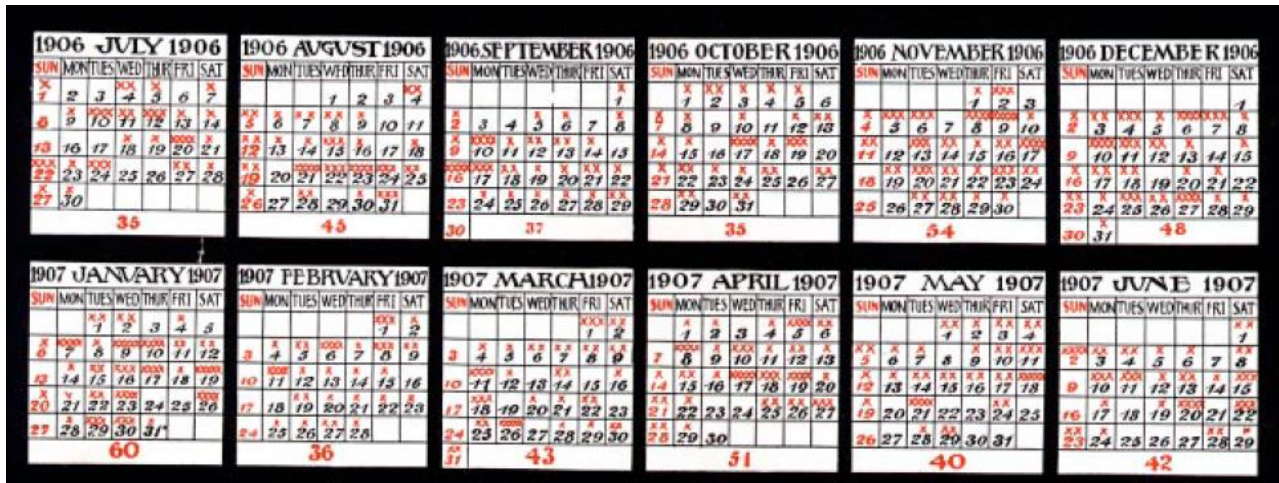 1906 JVLY 1906
SUN MON TUES WED THUR FRI SAT
1 2 3 4 5 6 7
8 9 10 11 12 13 14
15 16 17 18 19 20 21
22 23 24 25 26 27 28
29 30
35
1906 AVGVST 1906
SUN MON TUES WED THUR FRI SAT
1 2 3 4
5 6 7 8 9 10 11
12 13 14 15 16 17 18
19 20 21 22 23 24 25
26 27 28 29 30 31
45
1906 SEPTEMBER 1906
SUN MON TUES WED THUR FRI SAT
1
2 3 4 5 6 7 8
9 10 11 12 13 14 15
16 17 18 19 20 21 22
23 24 25 26 27 28 29
30 37
1906 OCTOBER 1906
SUN MON TUES WED THUR FRI SAT
1 2 3 4 5 6
7 8 9 10 11 12 13
14 15 16 17 18 19 20
21 22 23 24 25 26 27
28 29 30 31
35
1906 NOVEMBER 1906
SUN MON TUES WED THUR FRI SAT
1 2 3
4 5 6 7 8 9 10
11 12 13 14 15 16 17
18 19 20 21 22 23 24
25 26 27 28 29 30
54
1906 DECEMBER 1906
SUN MON TUES WED THUR FRI SAT
1
2 3 4 5 6 7 8
9 10 11 12 13 14 15
16 17 18 19 20 21 22
23 24 25 26 27 28 29
30 31 48
1907 JANVARY 1907
SUN MON TUES WED THUR FRI SAT
1 2 3 4 5
6 7 8 9 10 11 12
13 14 15 16 17 18 19
20 21 22 23 24 25 26
27 28 29 30 31
60
1907 FEBRVARY 1907
SUN MON TUES WED THUR FRI SAT
1 2
3 4 5 6 7 8 9
10 11 12 13 14 15 16
17 18 19 20 21 22 23
24 25 26 27 28
36
1907 MARCH 1907
SUN MON TUES WED THUR FRI SAT
1 2
3 4 5 6 7 8 9
10 11 12 13 14 15 16
17 18 19 20 21 22 23
24 25 26 27 28 29 30
31 43
1907 APRIL 1907
SUN MON TUES WED THUR FRI SAT
1 2 3 4 5 6
7 8 9 10 11 12 13
14 15 16 17 18 19 20
21 22 23 24 25 26 27
28 29 30
51
1907 MAY 1907
SUN MON TUES WED THUR FRI SAT
1 2 3 4
5 6 7 8 9 10 11
12 13 14 15 16 17 18
19 20 21 22 23 24 25
26 27 28 29 30 31
40
1907 JVNE 1907
SUN MON TUES WED THUR FRI SAT
1
2 3 4 5 6 7 8
9 10 11 12 13 14 15
16 17 18 19 20 21 22
23 24 25 26 27 28 29
42